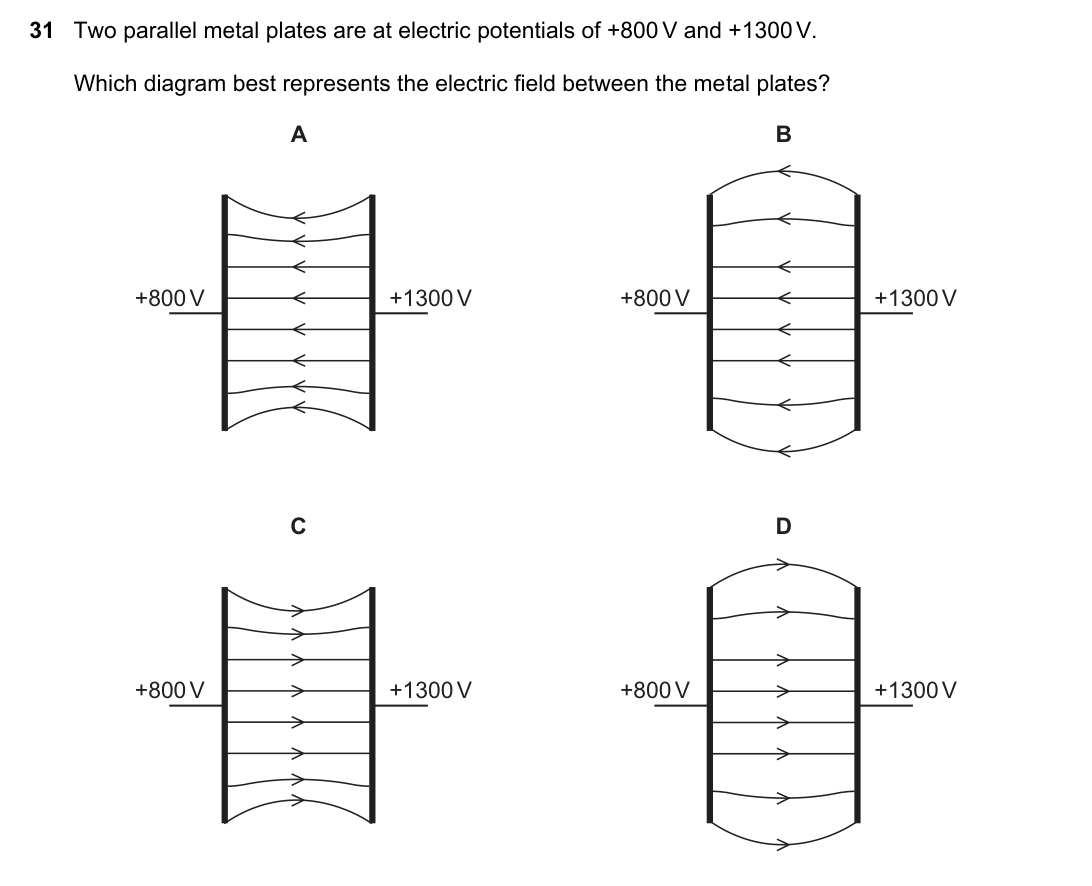 31 Two parallel metal plates are at electric potentials of +800 V and +1300 V.
Which diagram best represents the electric field between the metal plates?
A
B
+800 V
+1300 V
+800 V
+1300 V
C
D
+800 V
+1300 V
+800 V
+1300 V